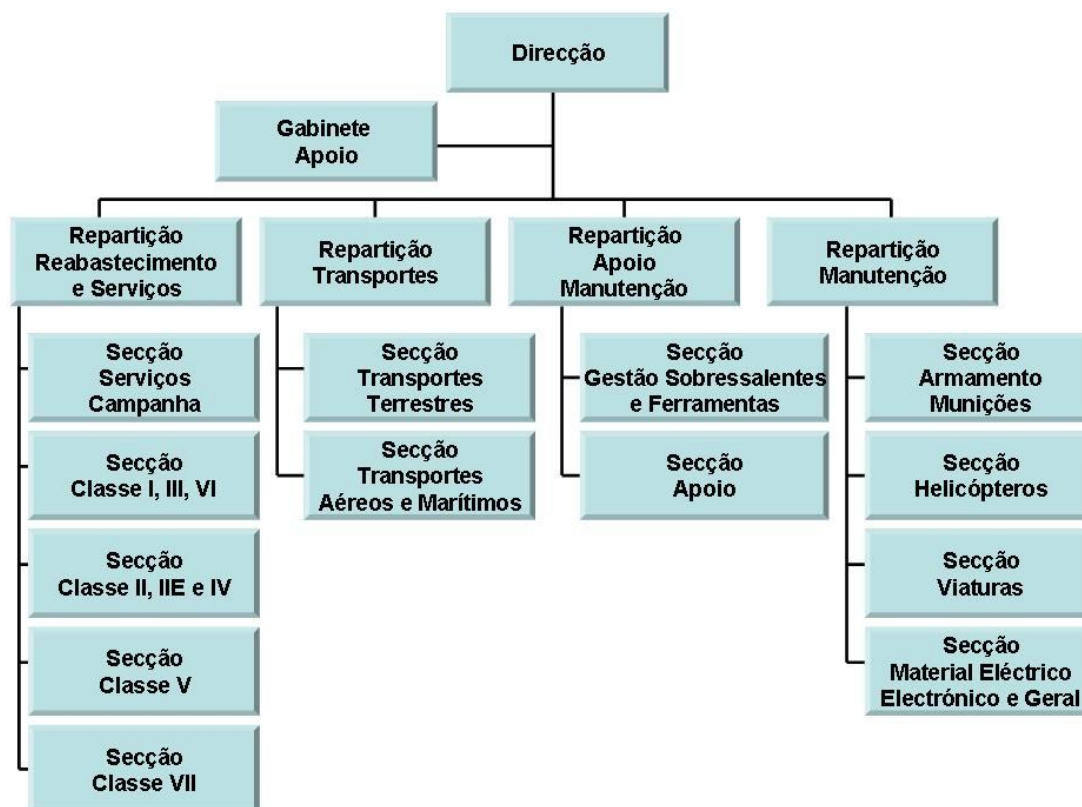 Direcção
Gabinete
Apoio
Repartição
Reabastecimento
e Serviços
Repartição
Transportes
Repartição
Apoio
Manutenção
Repartição
Manutenção
Secção
Serviços
Campanha
Secção
Classe I, III, VI
Secção
Classe II, IIE e IV
Secção
Classe V
Secção
Classe VII
Secção
Transportes
Terrestres
Secção
Transportes
Aéreos e Marítimos
Secção
Gestão Sobressalentes
e Ferramentas
Secção
Apoio
Secção
Armamento
Munições
Secção
Helicópteros
Secção
Viaturas
Secção
Material Eléctrico
Electrónico e Geral